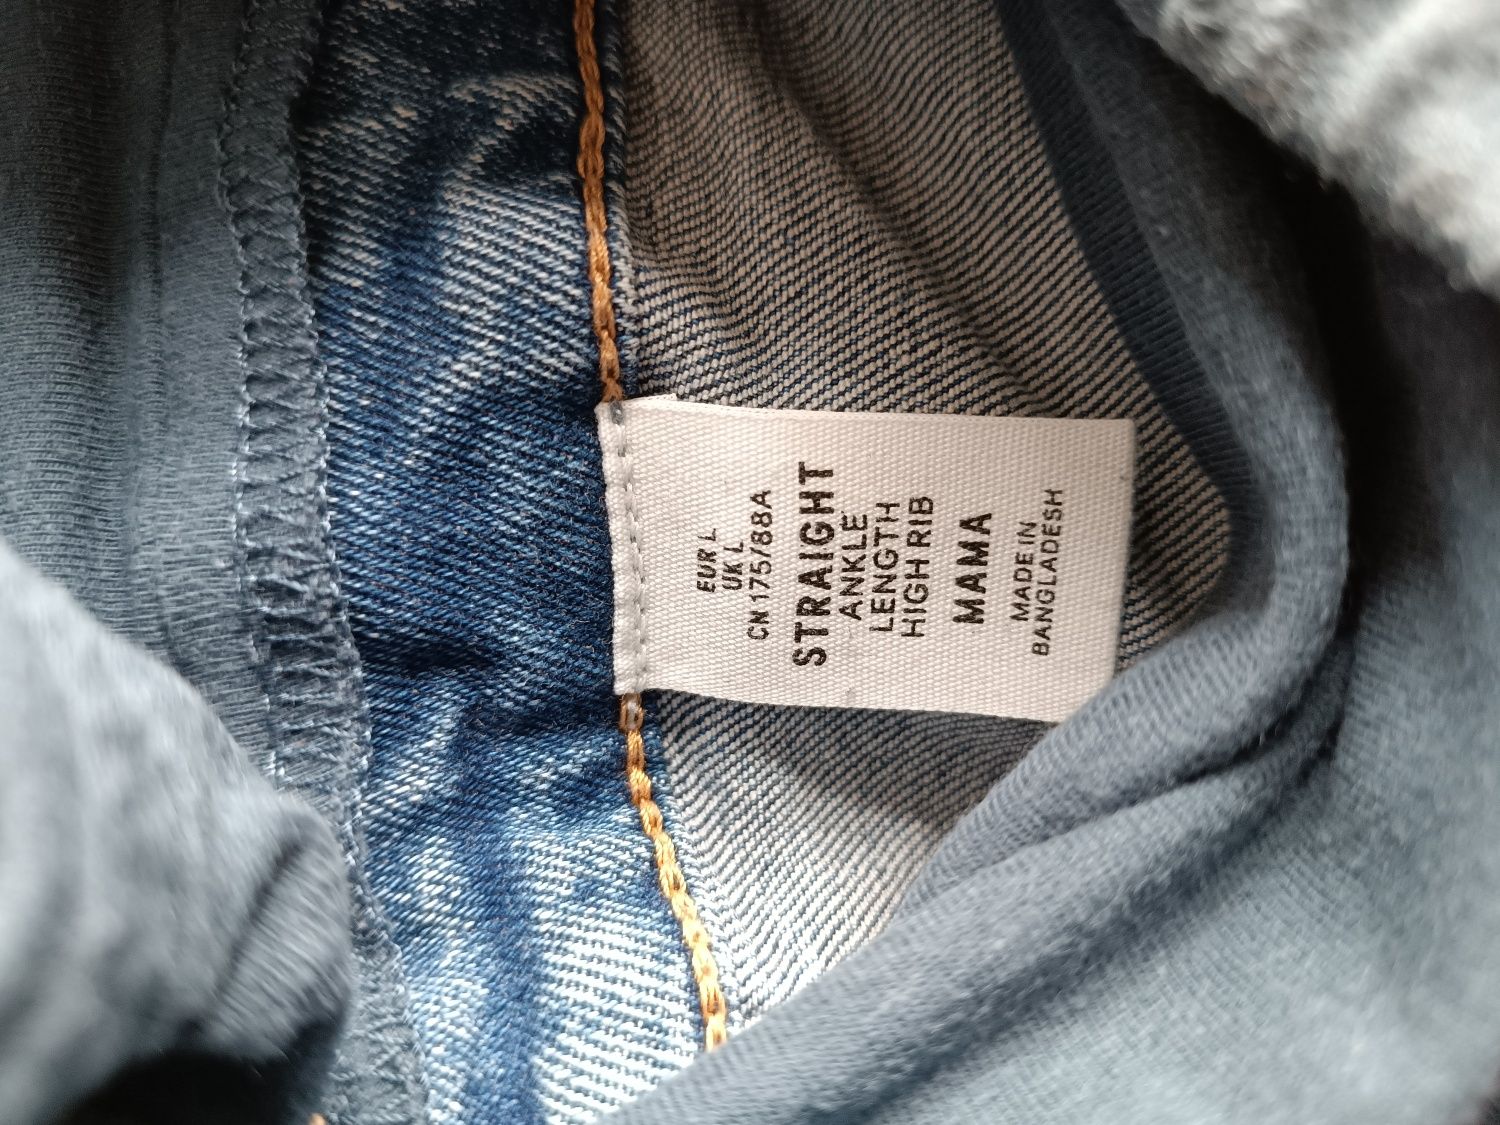 EUR L
UK L
CN 175/88A
STRAIGHT
ANKLE
LENGTH
HIGH RIB
MAMA
MADE IN
BANGLADESH